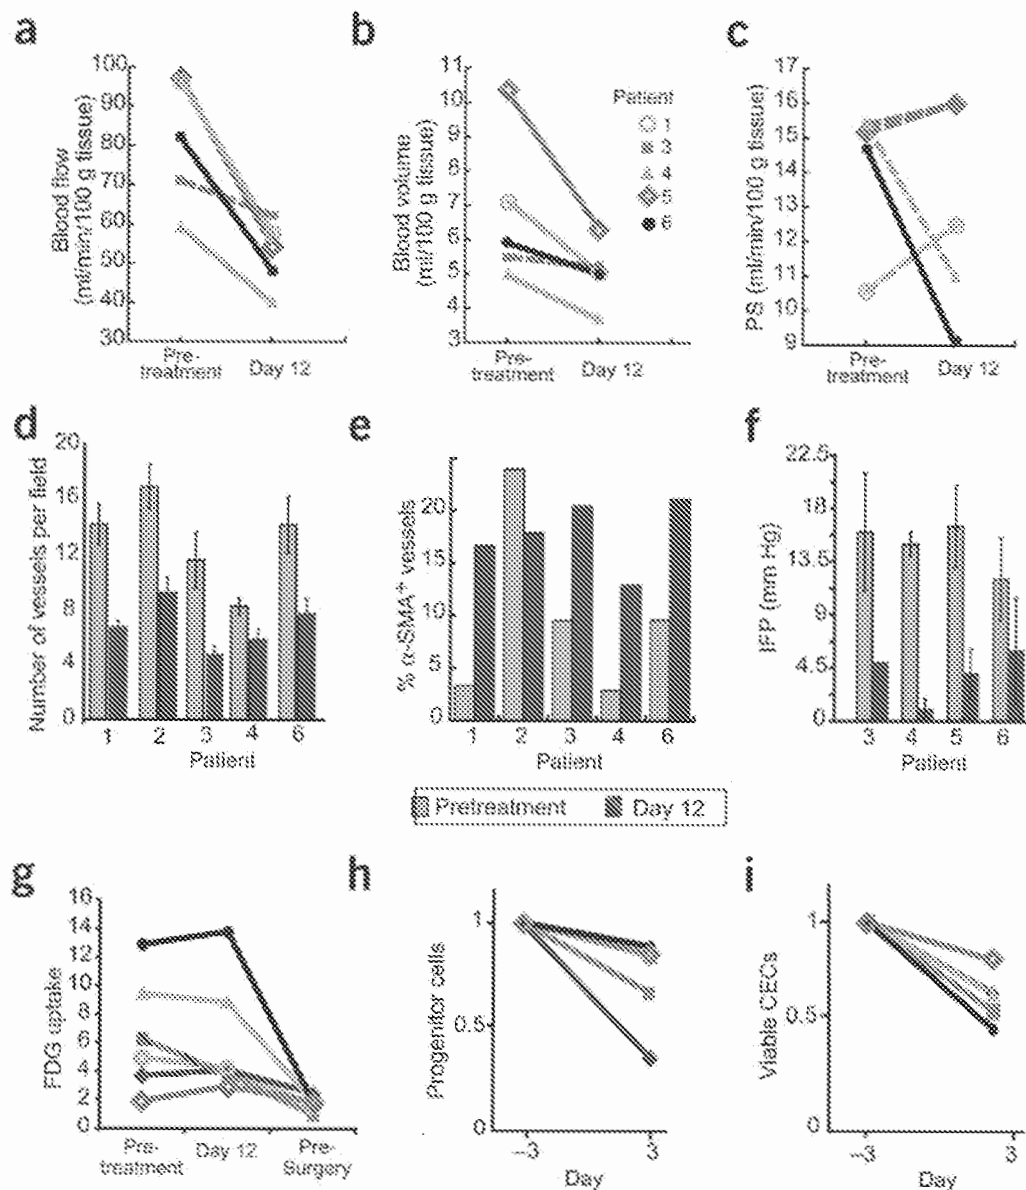 a
b
c
100
90
80
70
60
50
40
30
Blood flow
(ml/min/100 g tissue)
Pre-
treatment
Day 12
11
10
9
8
7
6
5
4
3
Blood volume
(ml/100 g tissue)
Pre-
treatment
Day 12
Patient
1
3
4
5
6
17
16
15
14
13
12
11
10
9
PS (ml/min/100 g tissue)
Pre-
treatment
Day 12
d
e
f
20
16
12
8
4
0
Number of vessels per field
1 2 3 4 6
Patient
20
15
10
5
0
% α-SMA⁺ vessels
1 2 3 4 6
Patient
22.5
18
13.5
9
4.5
0
IFP (mm Hg)
3 4 5 6
Patient
Pretreatment Day 12
g
h
i
16
14
12
10
8
6
4
2
0
FDG uptake
Pre-
treatment
Day 12
Pre-
Surgery
1
0.5
0
Progenitor cells
–3 3
Day
1
0.5
Viable CECs
–3 3
Day